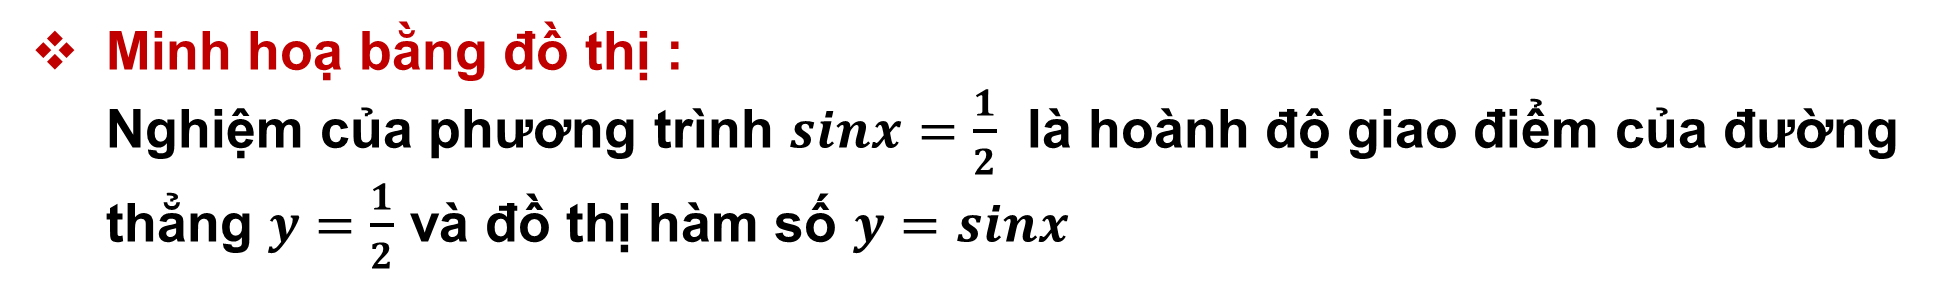 ❖ Minh hoạ bằng đồ thị :
Nghiệm của phương trình sinx = 1/2 là hoành độ giao điểm của đường
thẳng y = 1/2 và đồ thị hàm số y = sinx